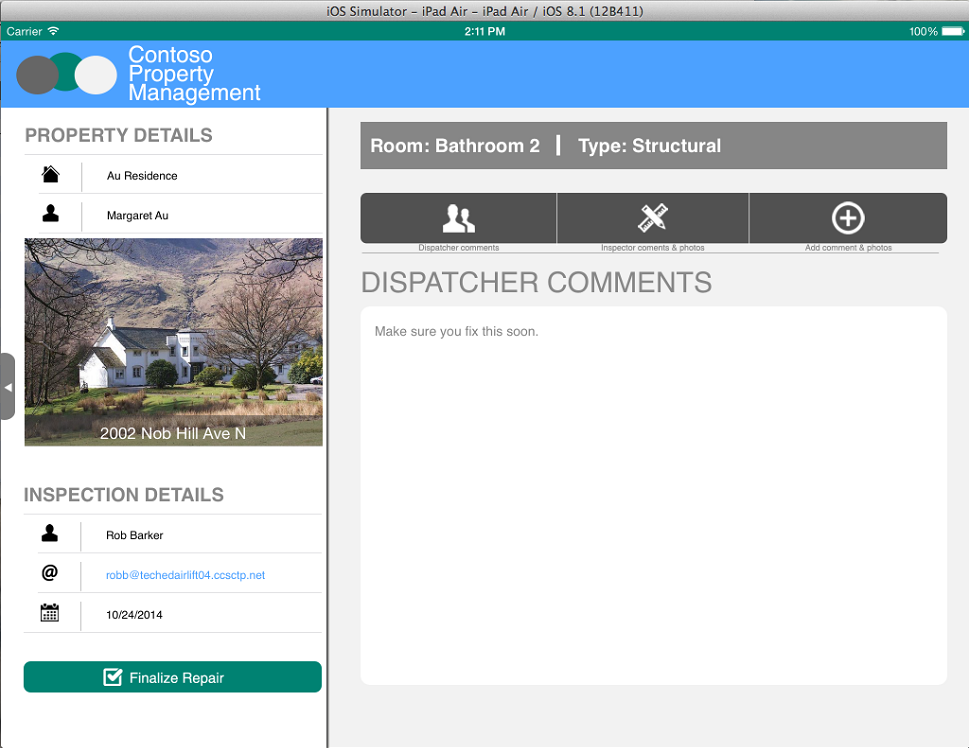 iOS Simulator – iPad Air – iPad Air / iOS 8.1 (12B411)
Carrier 2:11 PM 100%
Contoso
Property
Management
PROPERTY DETAILS
Au Residence
Margaret Au
2002 Nob Hill Ave N
INSPECTION DETAILS
Rob Barker
@ robb@techedairlift04.ccsctp.net
10/24/2014
Finalize Repair
Room: Bathroom 2 | Type: Structural
Dispatcher comments
Inspector coments & photos
Add comment & photos
DISPATCHER COMMENTS
Make sure you fix this soon.